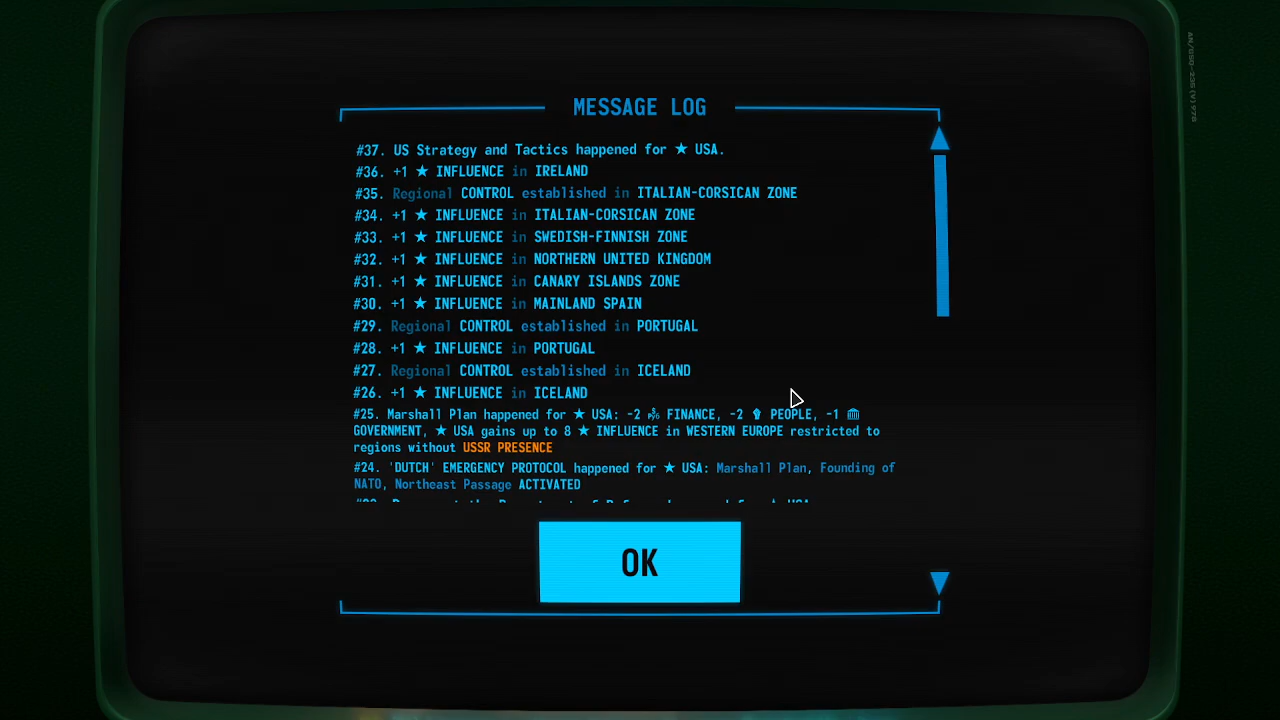 MESSAGE LOG
#37. US Strategy and Tactics happened for ★ USA.
#36. +1 ★ INFLUENCE in IRELAND
#35. Regional CONTROL established in ITALIAN-CORSICAN ZONE
#34. +1 ★ INFLUENCE in ITALIAN-CORSICAN ZONE
#33. +1 ★ INFLUENCE in SWEDISH-FINNISH ZONE
#32. +1 ★ INFLUENCE in NORTHERN UNITED KINGDOM
#31. +1 ★ INFLUENCE in CANARY ISLANDS ZONE
#30. +1 ★ INFLUENCE in MAINLAND SPAIN
#29. Regional CONTROL established in PORTUGAL
#28. +1 ★ INFLUENCE in PORTUGAL
#27. Regional CONTROL established in ICELAND
#26. +1 ★ INFLUENCE in ICELAND
#25. Marshall Plan happened for ★ USA: -2 FINANCE, -2 PEOPLE, -1
GOVERNMENT, ★ USA gains up to 8 ★ INFLUENCE in WESTERN EUROPE restricted to
regions without USSR PRESENCE
#24. 'DUTCH' EMERGENCY PROTOCOL happened for ★ USA: Marshall Plan, Founding of
NATO, Northeast Passage ACTIVATED
OK